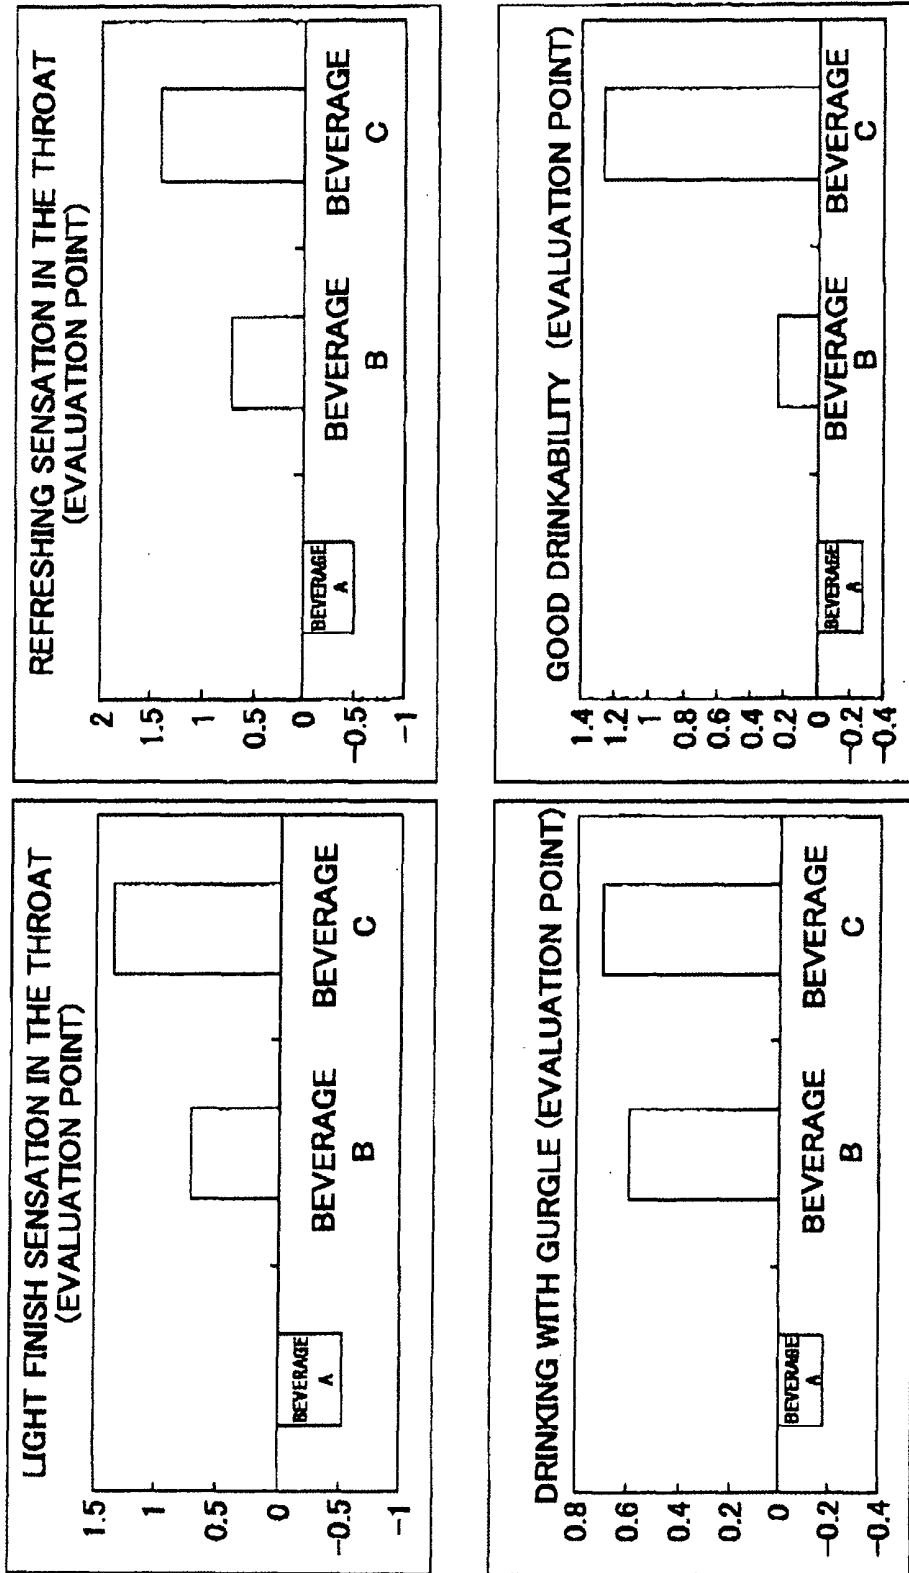 LIGHT FINISH SENSATION IN THE THROAT
(EVALUATION POINT)
1.5
1
0.5
0
−0.5
−1
BEVERAGE
A
BEVERAGE
B
BEVERAGE
C
REFRESHING SENSATION IN THE THROAT
(EVALUATION POINT)
2
1.5
1
0.5
0
−0.5
−1
BEVERAGE
A
BEVERAGE
B
BEVERAGE
C
DRINKING WITH GURGLE (EVALUATION POINT)
0.8
0.6
0.4
0.2
0
−0.2
−0.4
BEVERAGE
A
BEVERAGE
B
BEVERAGE
C
GOOD DRINKABILITY (EVALUATION POINT)
1.4
1.2
1
0.8
0.6
0.4
0.2
0
−0.2
−0.4
BEVERAGE
A
BEVERAGE
B
BEVERAGE
C